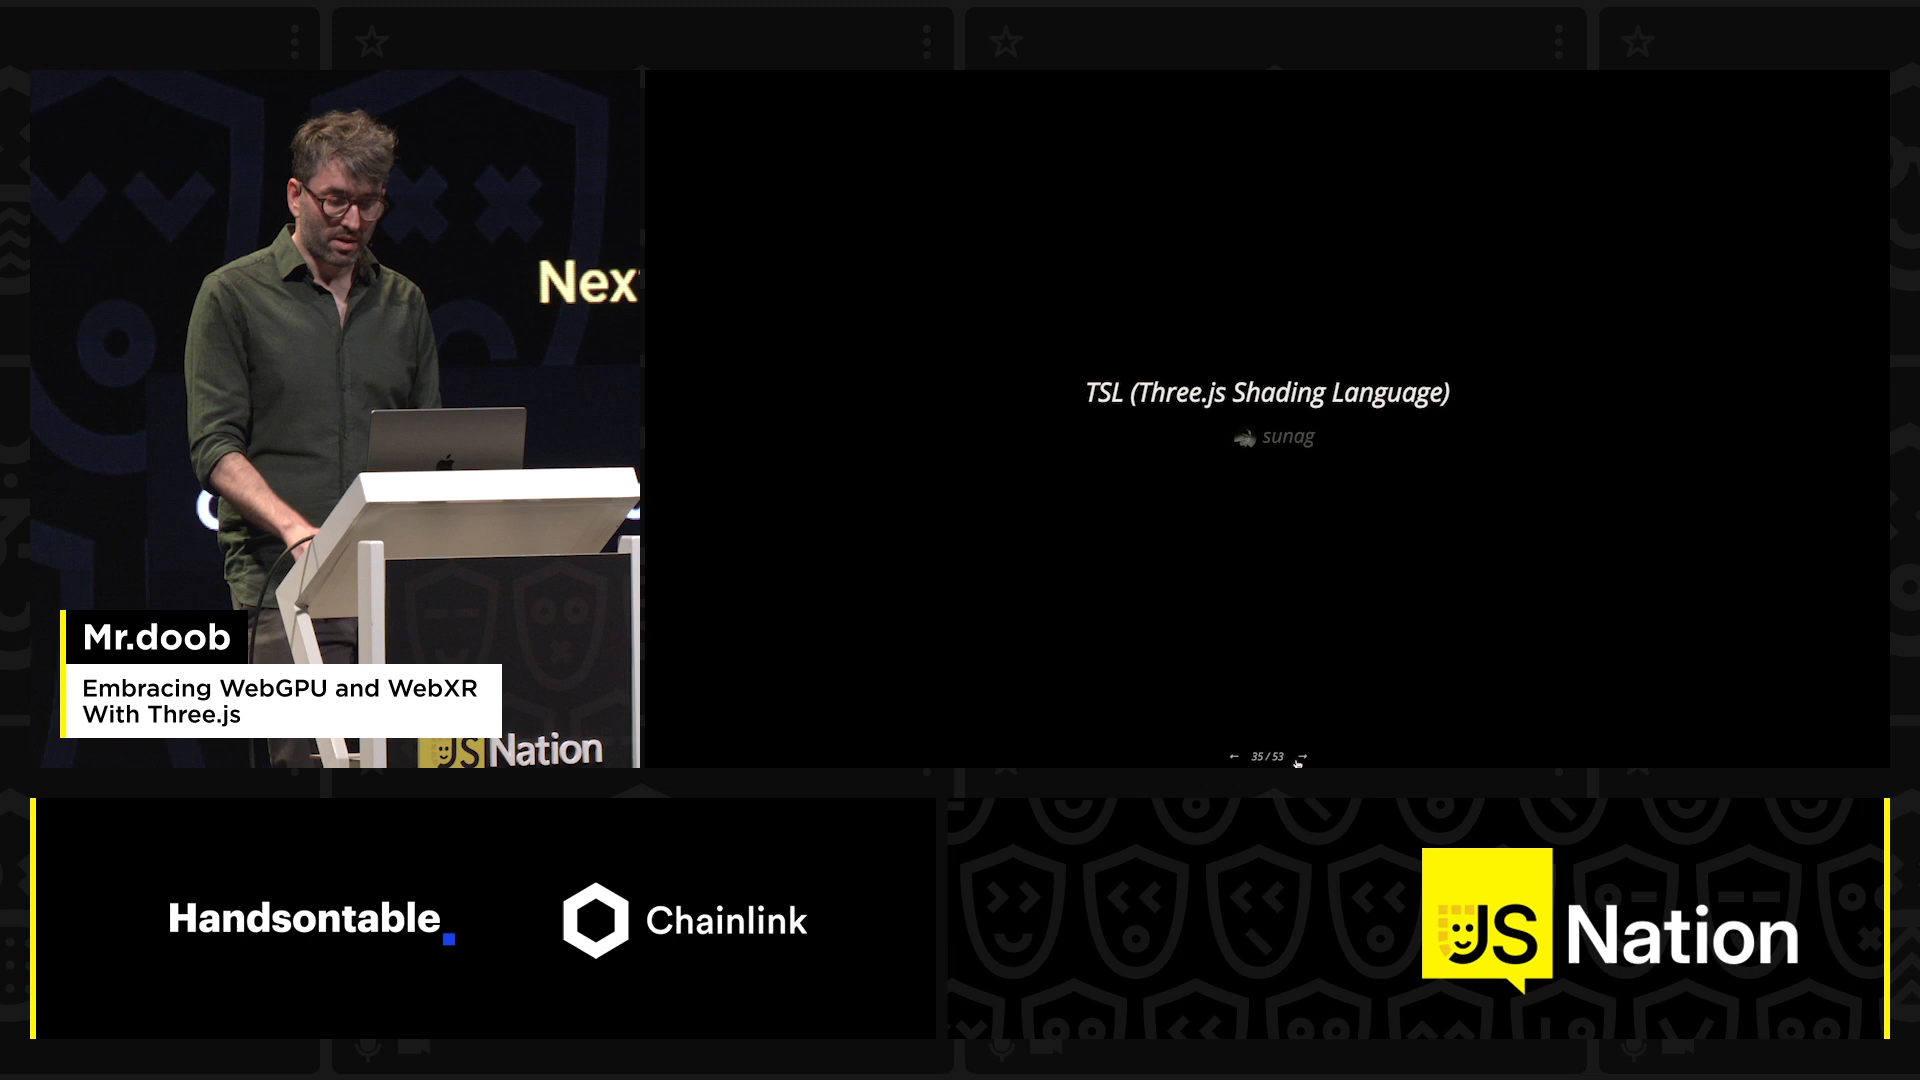 Nex
TSL (Three.js Shading Language)
sunag
Mr.doob
Embracing WebGPU and WebXR
With Three.js
JS Nation
← 35 / 53 →
Handsontable
Chainlink
JS Nation